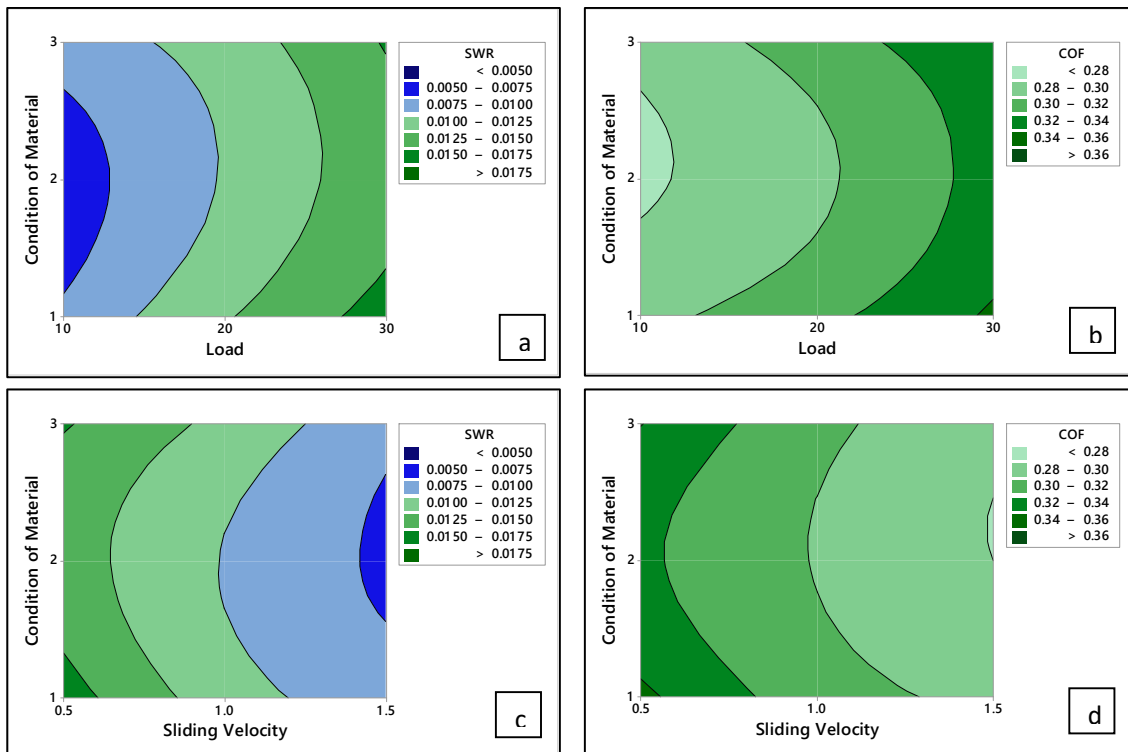 SWR
< 0.0050
0.0050 – 0.0075
0.0075 – 0.0100
0.0100 – 0.0125
0.0125 – 0.0150
0.0150 – 0.0175
> 0.0175
Condition of Material
3
2
1
10
20
30
Load
a
COF
< 0.28
0.28 – 0.30
0.30 – 0.32
0.32 – 0.34
0.34 – 0.36
> 0.36
Condition of Material
3
2
1
10
20
30
Load
b
SWR
< 0.0050
0.0050 – 0.0075
0.0075 – 0.0100
0.0100 – 0.0125
0.0125 – 0.0150
0.0150 – 0.0175
> 0.0175
Condition of Material
3
2
1
0.5
1.0
1.5
Sliding Velocity
c
COF
< 0.28
0.28 – 0.30
0.30 – 0.32
0.32 – 0.34
0.34 – 0.36
> 0.36
Condition of Material
3
2
1
0.5
1.0
1.5
Sliding Velocity
d